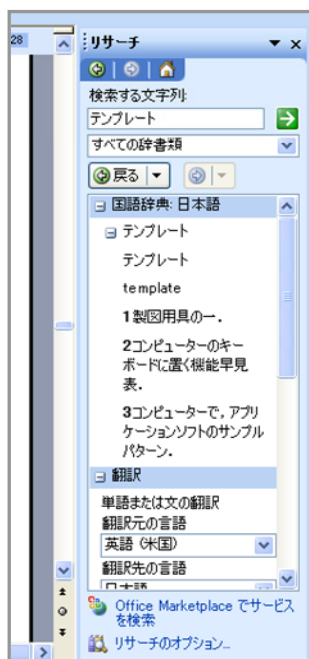 28
リサーチ
検索する文字列:
テンプレート
すべての辞書類
戻る
国語辞典: 日本語
テンプレート
テンプレート
template
1 製図用具の一.
2コンピューターのキー
ボードに置く機能早見
表.
3コンピューターで, アプリ
ケーションソフトのサンプル
パターン.
翻訳
単語または文の翻訳
翻訳元の言語
英語 (米国)
翻訳先の言語
日本語
Office Marketplace でサービス
を検索
リサーチのオプション...